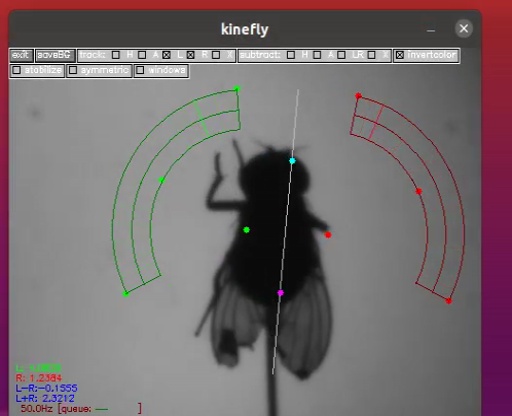 kinefly
exit saveBG track: H A L R X subtract: H A LR X invertcolor
stabilize symmetric windows
R: 1.2384
L-R:-0.1555
L+R: 2.3212
50.0Hz [queue: ― ]